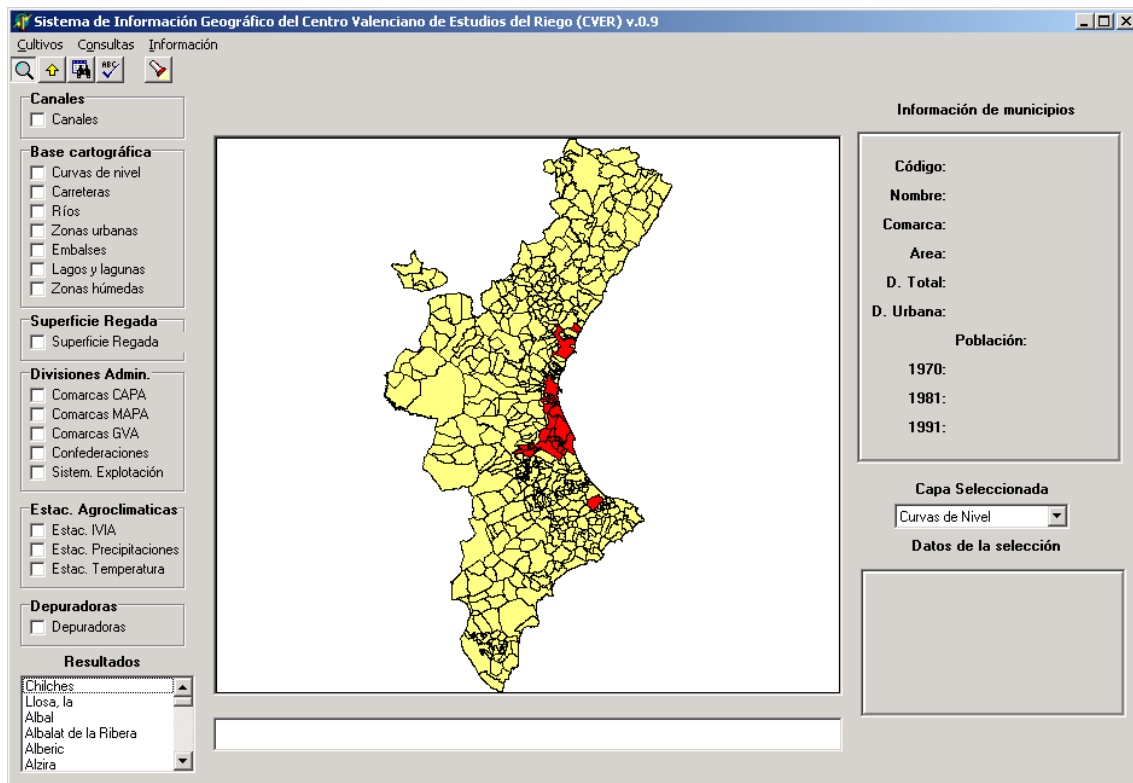 Sistema de Información Geográfico del Centro Valenciano de Estudios del Riego (CVER) v.0.9
Cultivos Consultas Información
ABC
Canales
Canales
Base cartográfica
Curvas de nivel
Carreteras
Ríos
Zonas urbanas
Embalses
Lagos y lagunas
Zonas húmedas
Superficie Regada
Superficie Regada
Divisiones Admin.
Comarcas CAPA
Comarcas MAPA
Comarcas GVA
Confederaciones
Sistem. Explotación
Estac. Agroclimaticas
Estac. IVIA
Estac. Precipitaciones
Estac. Temperatura
Depuradoras
Depuradoras
Resultados
Chilches
Llosa, la
Albal
Albalat de la Ribera
Alberic
Alzira
Información de municipios
Código:
Nombre:
Comarca:
Area:
D. Total:
D. Urbana:
Población:
1970:
1981:
1991:
Capa Seleccionada
Curvas de Nivel
Datos de la selección